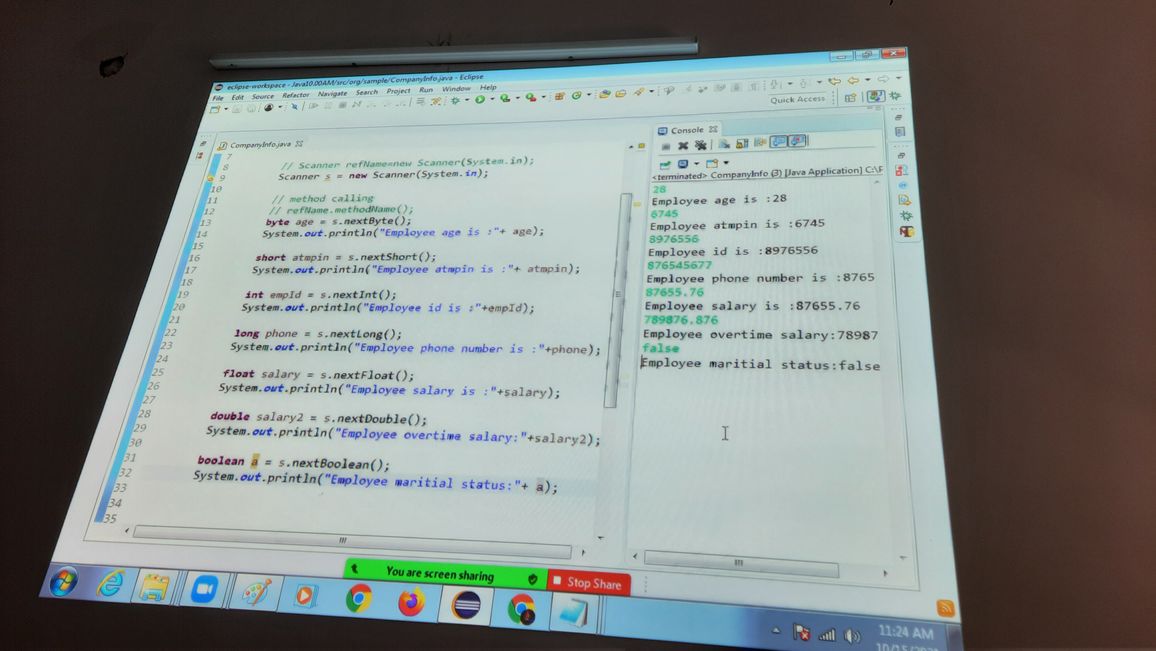 eclipse-workspace - Java10.00AM/src/org/sample/CompanyInfo.java - Eclipse
File Edit Source Refactor Navigate Search Project Run Window Help
Quick Access
CompanyInfo.java
7
8 // Scanner refName=new Scanner(System.in);
9 Scanner s = new Scanner(System.in);
10
11 // method calling
12 // refName.methodName();
13 byte age = s.nextByte();
14 System.out.println("Employee age is :"+ age);
15
16 short atmpin = s.nextShort();
17 System.out.println("Employee atmpin is :"+ atmpin);
18
19 int empId = s.nextInt();
20 System.out.println("Employee id is :"+empId);
21
22 long phone = s.nextLong();
23 System.out.println("Employee phone number is :"+phone);
24
25 float salary = s.nextFloat();
26 System.out.println("Employee salary is :"+salary);
27
28 double salary2 = s.nextDouble();
29 System.out.println("Employee overtime salary:"+salary2);
30
31 boolean a = s.nextBoolean();
32 System.out.println("Employee maritial status:"+ a);
33
34
35
Console
<terminated> CompanyInfo (3) [Java Application] C:\P
28
Employee age is :28
6745
Employee atmpin is :6745
8976556
Employee id is :8976556
876545677
Employee phone number is :8765
87655.76
Employee salary is :87655.76
789876.876
Employee overtime salary:78987
false
Employee maritial status:false
You are screen sharing
Stop Share
11:24 AM